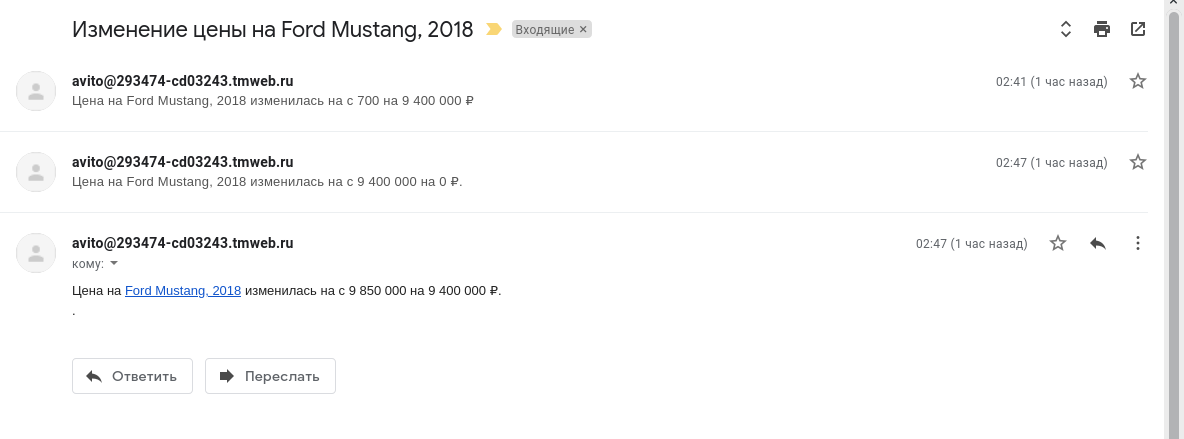 Изменение цены на Ford Mustang, 2018 Входящие ×
avito@293474-cd03243.tmweb.ru 02:41 (1 час назад)
Цена на Ford Mustang, 2018 изменилась на с 700 на 9 400 000 ₽
avito@293474-cd03243.tmweb.ru 02:47 (1 час назад)
Цена на Ford Mustang, 2018 изменилась на с 9 400 000 на 0 ₽.
avito@293474-cd03243.tmweb.ru 02:47 (1 час назад)
кому:
Цена на Ford Mustang, 2018 изменилась на с 9 850 000 на 9 400 000 ₽.
.
Ответить Переслать